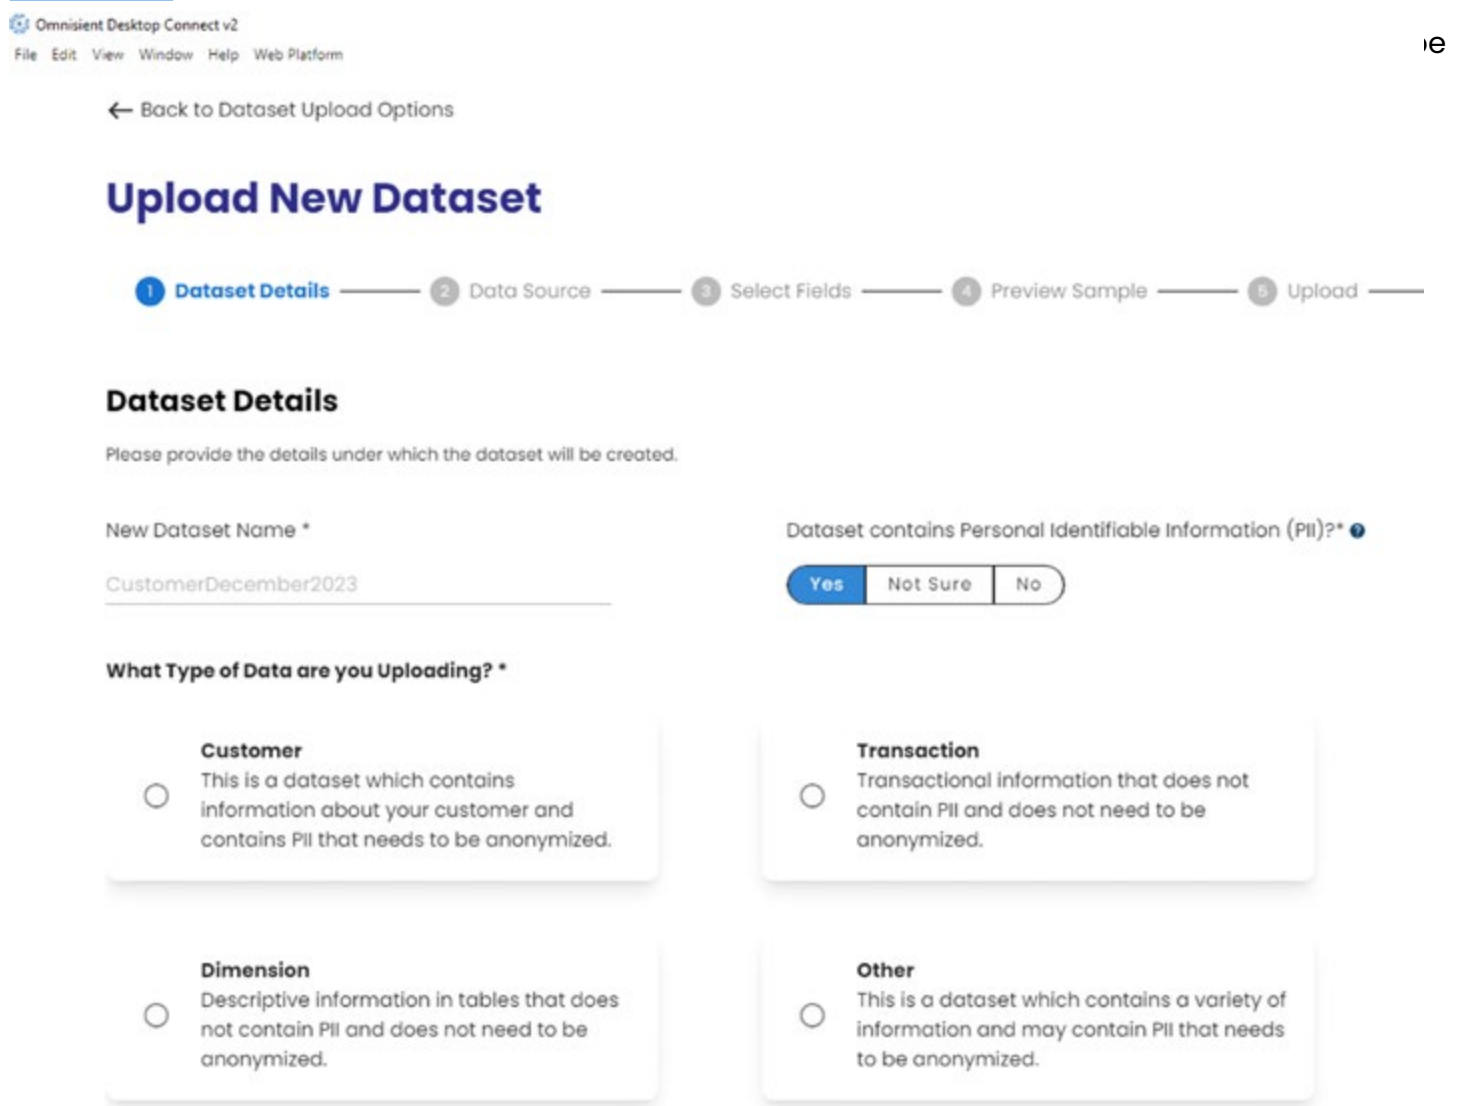 Omnisient Desktop Connect v2
File Edit View Window Help Web Platform
← Back to Dataset Upload Options
Upload New Dataset
1 Dataset Details 2 Data Source 3 Select Fields 4 Preview Sample 5 Upload
Dataset Details
Please provide the details under which the dataset will be created.
New Dataset Name *
Dataset contains Personal Identifiable Information (PII)?* ?
CustomerDecember2023
Yes Not Sure No
What Type of Data are you Uploading? *
Customer
This is a dataset which contains
information about your customer and
contains PII that needs to be anonymized.
Transaction
Transactional information that does not
contain PII and does not need to be
anonymized.
Dimension
Descriptive information in tables that does
not contain PII and does not need to be
anonymized.
Other
This is a dataset which contains a variety of
information and may contain PII that needs
to be anonymized.